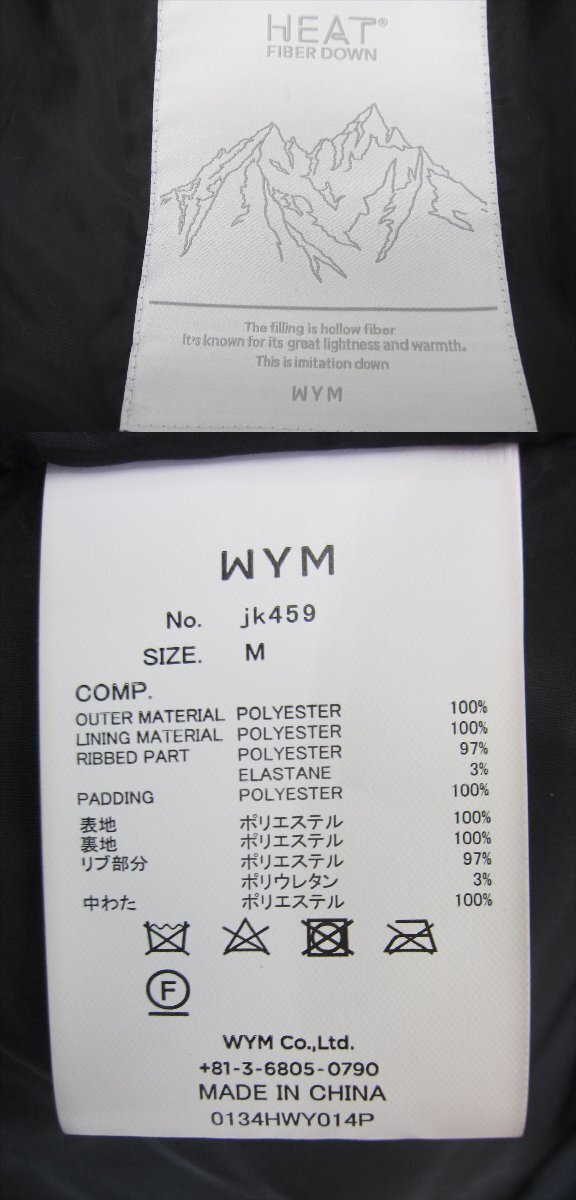 HEAT®
FIBER DOWN
The filling is hollow fiber
It's known for its great lightness and warmth.
This is imitation down
WYM
WYM
No. jk459
SIZE. M
COMP.
OUTER MATERIAL POLYESTER 100%
LINING MATERIAL POLYESTER 100%
RIBBED PART POLYESTER 97%
ELASTANE 3%
PADDING POLYESTER 100%
表地 ポリエステル 100%
裏地 ポリエステル 100%
リブ部分 ポリエステル 97%
ポリウレタン 3%
中わた ポリエステル 100%
F
WYM Co.,Ltd.
+81-3-6805-0790
MADE IN CHINA
0134HWY014P